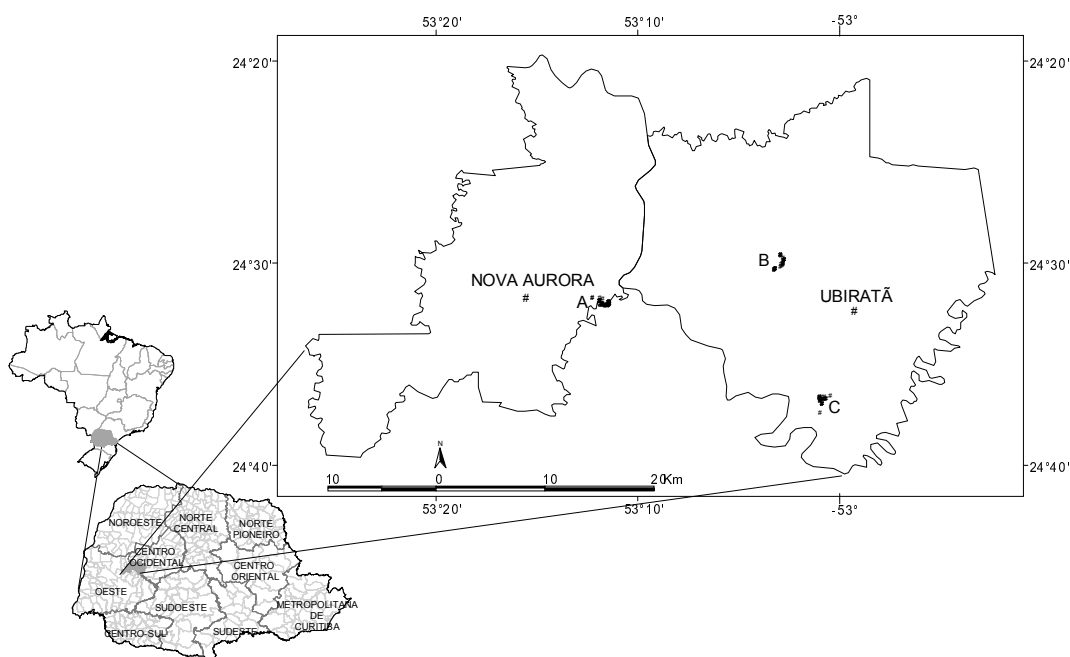 53°20'
53°10'
-53°
24°20'
24°20'
24°30'
24°30'
24°40'
24°40'
NOVA AURORA
#
A
B
UBIRATÃ
#
C
N
10
0
10
20 Km
53°20'
53°10'
-53°
NOROESTE
NORTE
CENTRAL
NORTE
PIONEIRO
CENTRO
OCIDENTAL
CENTRO
ORIENTAL
OESTE
SUDOESTE
METROPOLITANA
DE
CURITIBA
CENTRO-SUL
SUDESTE